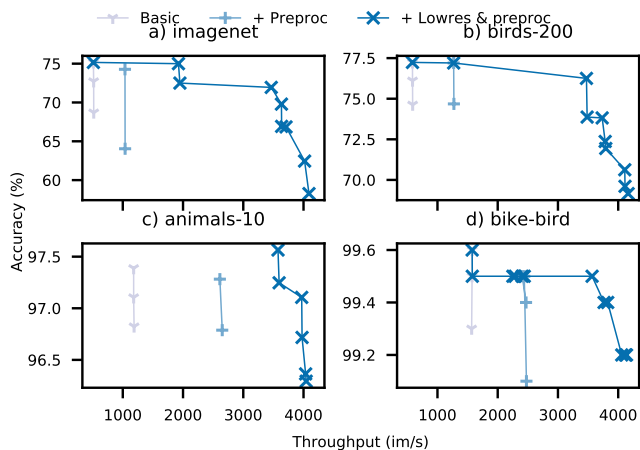 Basic + Preproc + Lowres & preproc
a) imagenet b) birds-200
75 70 65 60
77.5 75.0 72.5 70.0
Accuracy (%)
c) animals-10 d) bike-bird
97.5 97.0 96.5
99.6 99.4 99.2
1000 2000 3000 4000 1000 2000 3000 4000
Throughput (im/s)